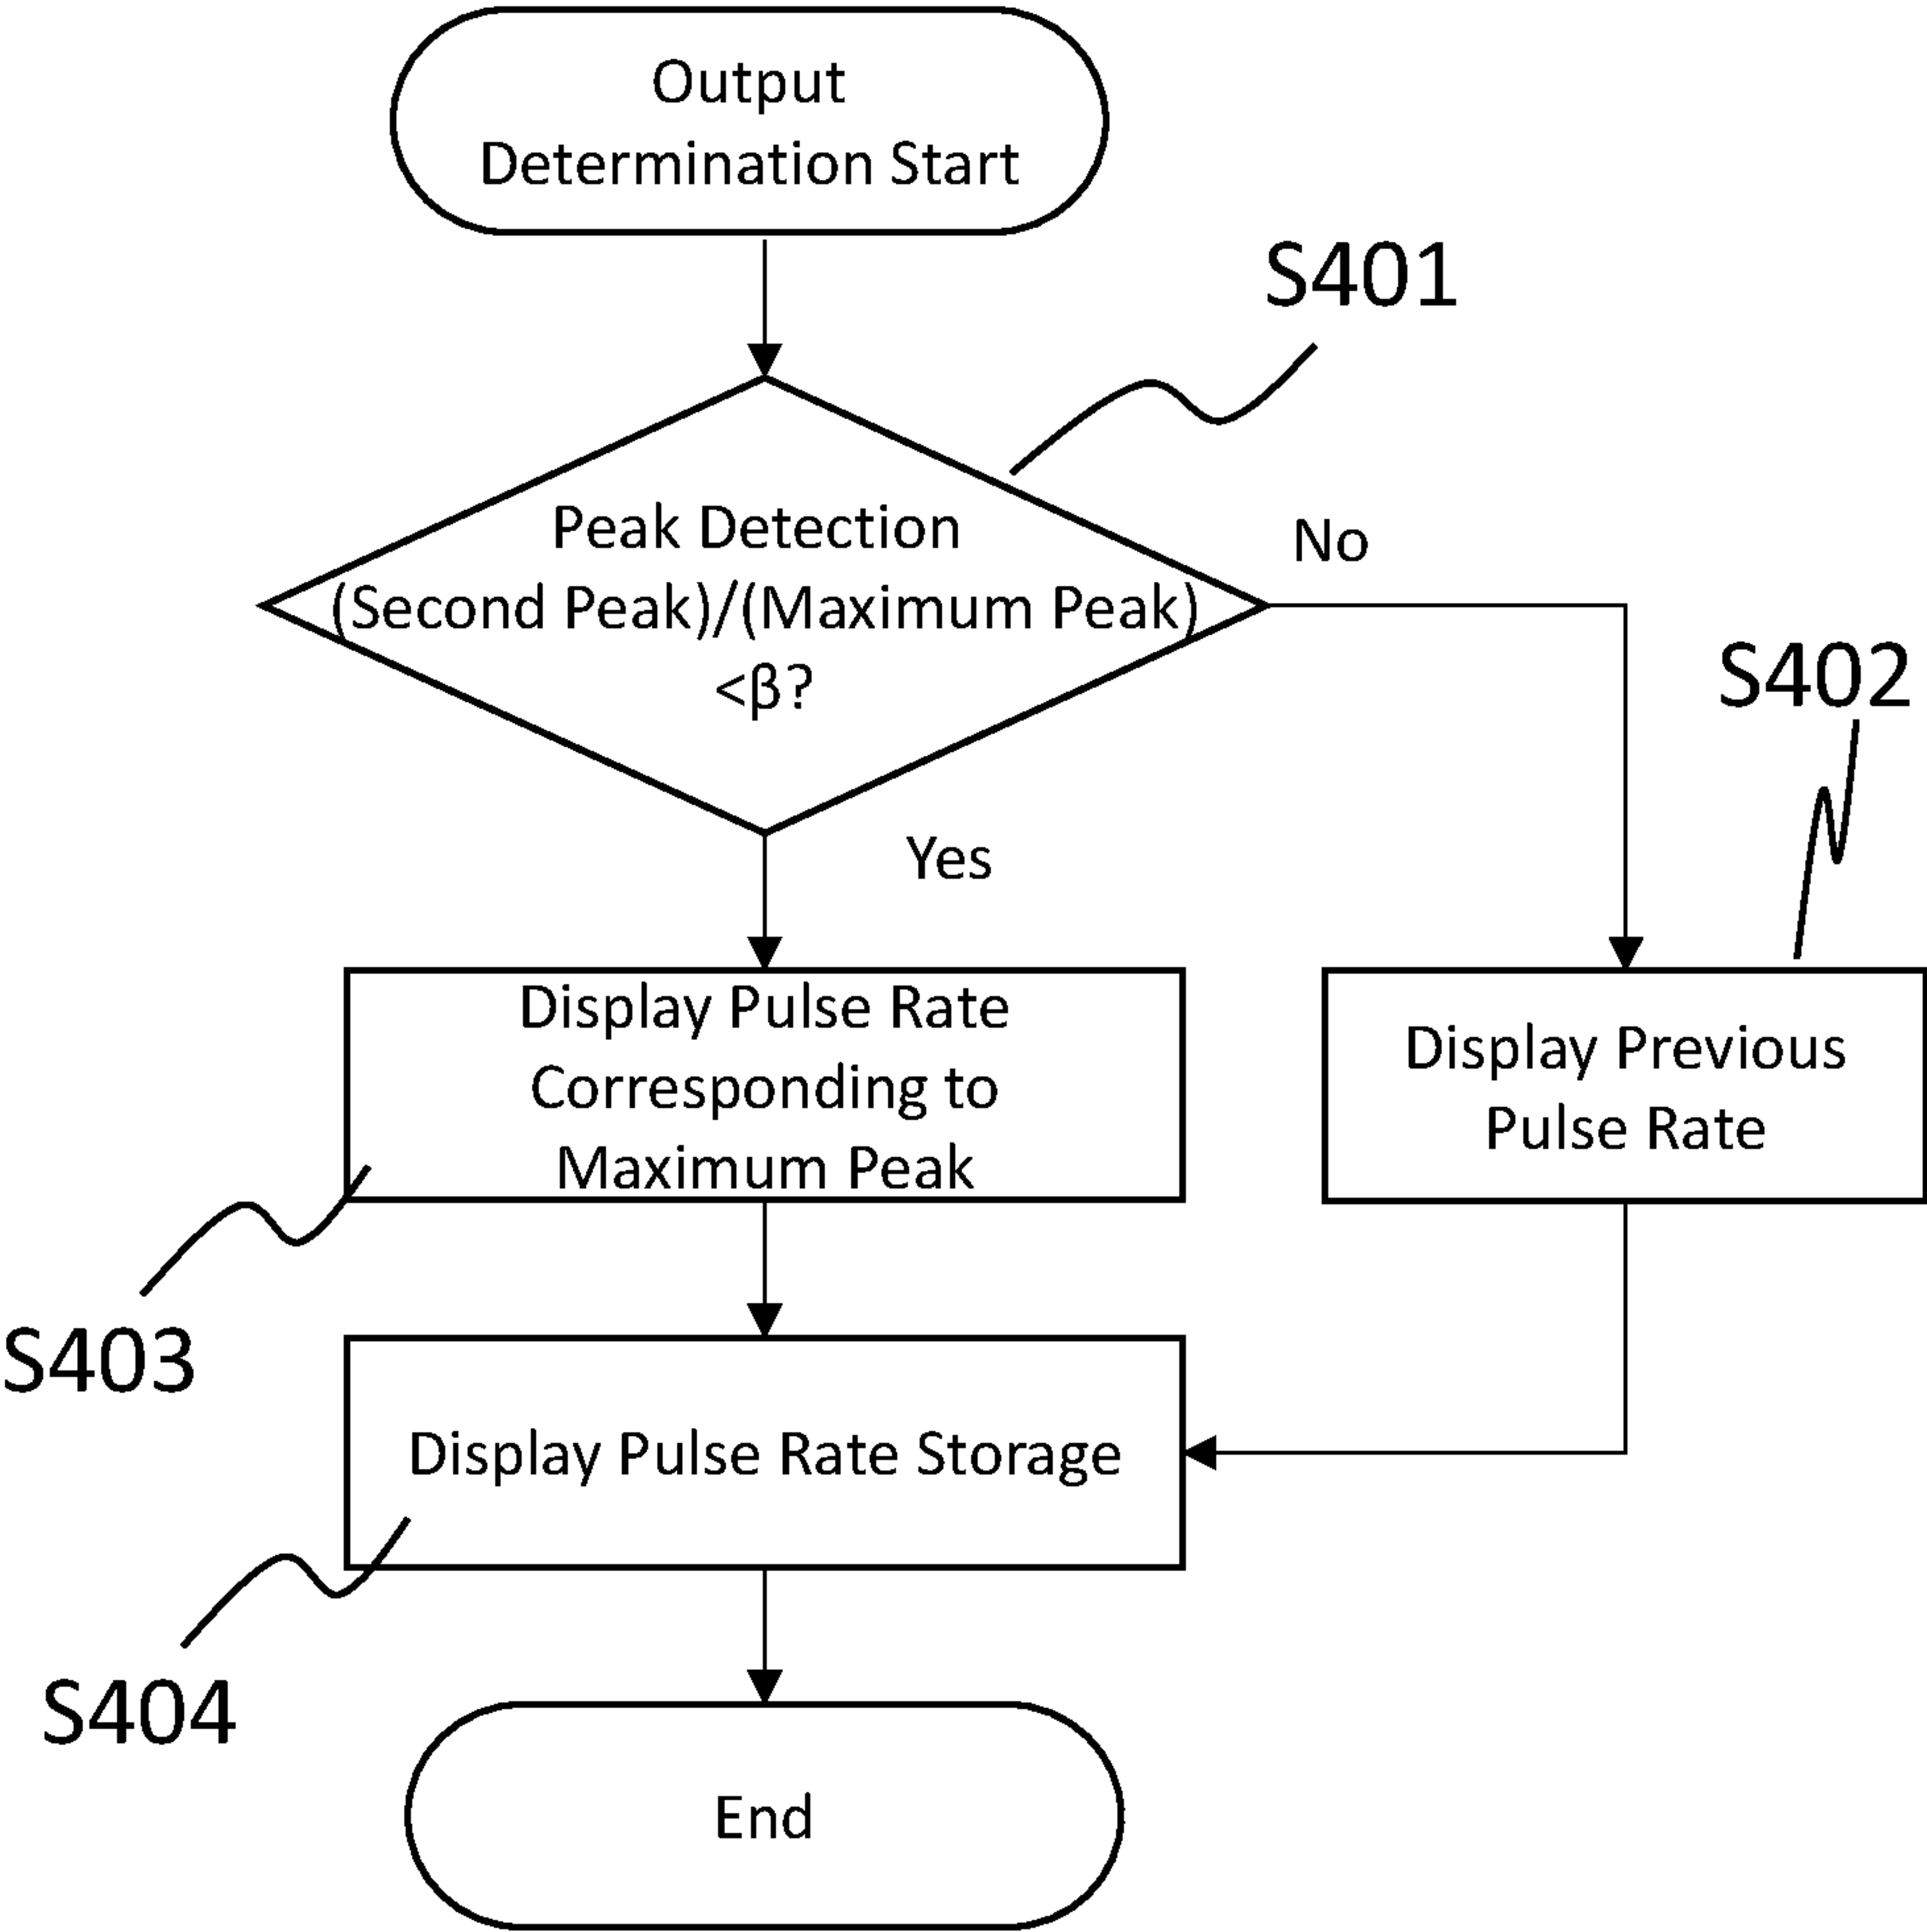 Output
Determination Start
S401
Peak Detection
(Second Peak)/(Maximum Peak)
<β?
No
S402
Yes
Display Pulse Rate
Corresponding to
Maximum Peak
Display Previous
Pulse Rate
S403
Display Pulse Rate Storage
S404
End